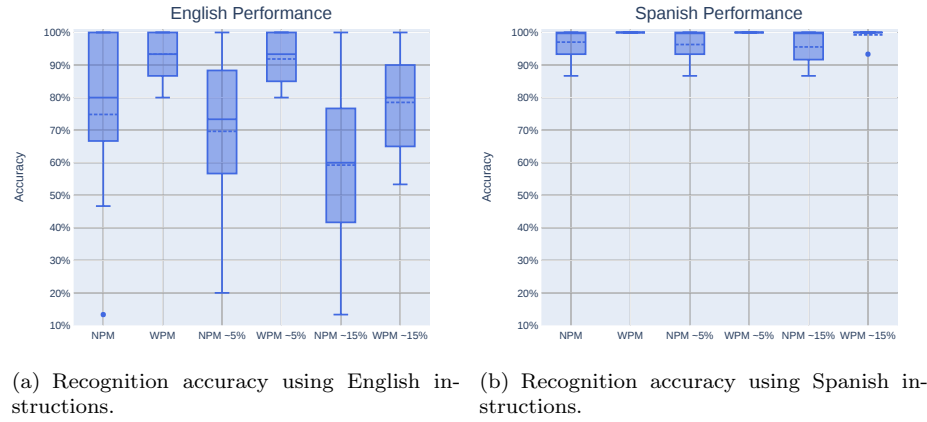 English Performance
100%
90%
80%
70%
60%
50%
40%
30%
20%
10%
Accuracy
NPM WPM NPM ~5% WPM ~5% NPM ~15% WPM ~15%
(a) Recognition accuracy using English in-
structions.
Spanish Performance
100%
90%
80%
70%
60%
50%
40%
30%
20%
10%
Accuracy
NPM WPM NPM ~5% WPM ~5% NPM ~15% WPM ~15%
(b) Recognition accuracy using Spanish in-
structions.